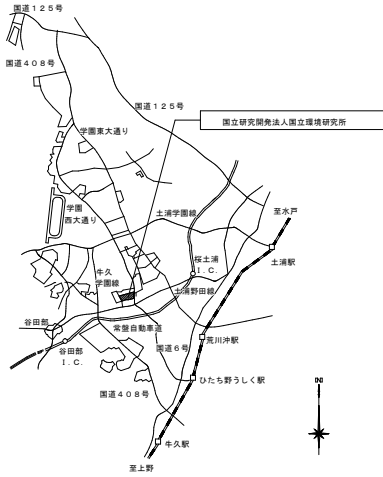 国道１２５号
国道４０８号
国道１２５号
国立研究開発法人国立環境研究所
学園東大通り
学園
西大通り
土浦学園線
至水戸
桜土浦
Ｉ．Ｃ．
土浦駅
牛久
学園線
土浦野田線
谷田部
常盤自動車道
荒川沖駅
谷田部
Ｉ．Ｃ．
国道６号
ひたち野うしく駅
国道４０８号
N
牛久駅
至上野